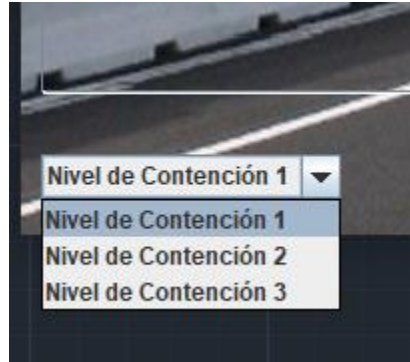 Nivel de Contención 1
Nivel de Contención 1
Nivel de Contención 2
Nivel de Contención 3